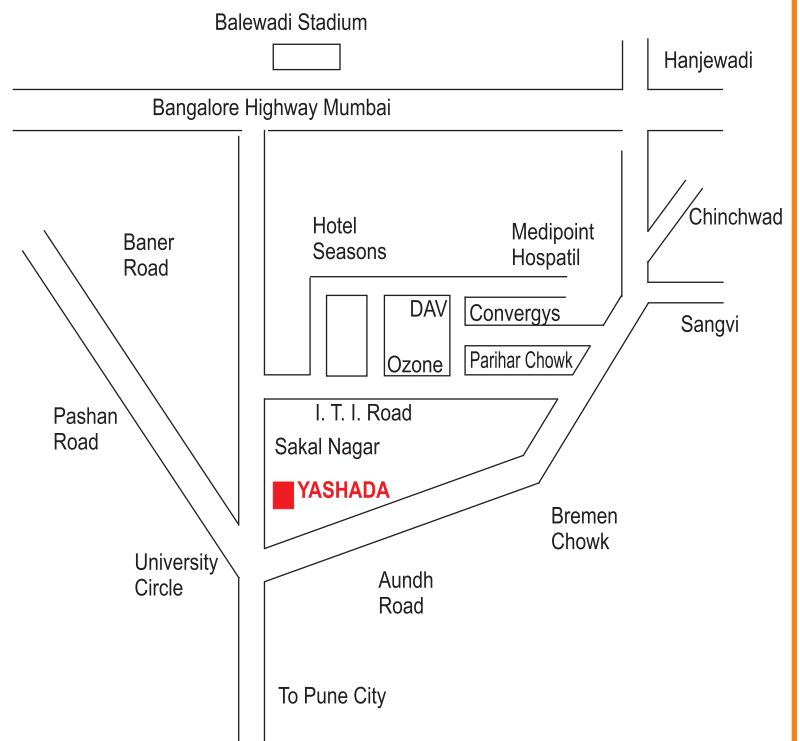 Balewadi Stadium
Hanjewadi
Bangalore Highway Mumbai
Chinchwad
Hotel
Seasons
Medipoint
Hospatil
Baner
Road
DAV
Convergys
Sangvi
Ozone
Parihar Chowk
I. T. I. Road
Pashan
Road
Sakal Nagar
YASHADA
Bremen
Chowk
University
Circle
Aundh
Road
To Pune City